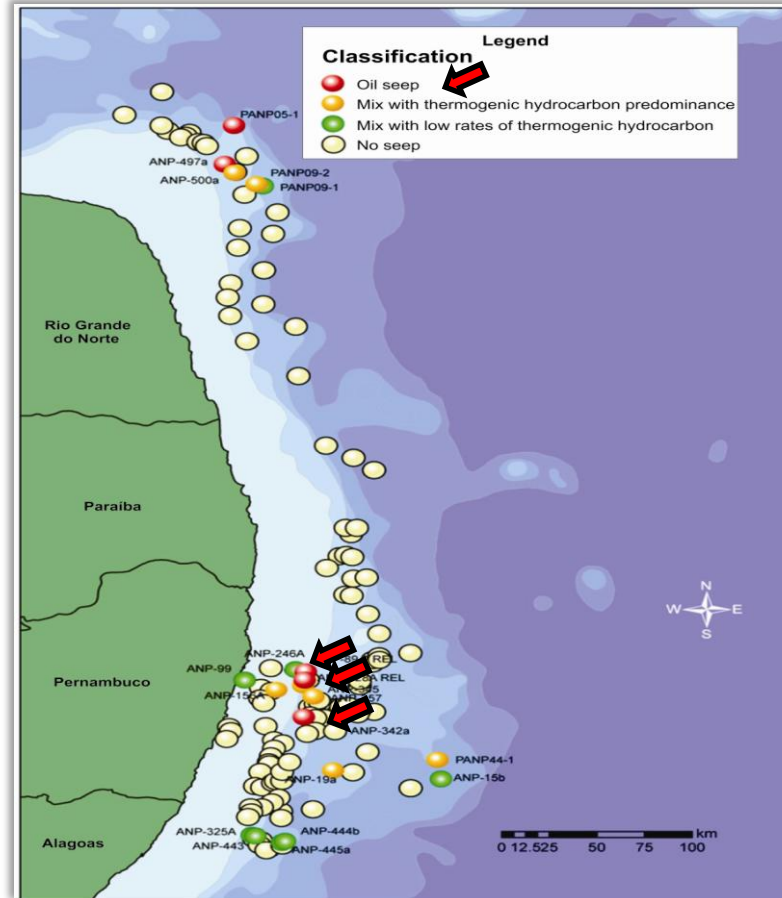 Legend
Classification
Oil seep
Mix with thermogenic hydrocarbon predominance
Mix with low rates of thermogenic hydrocarbon
No seep
PANP05-1
ANP-497a
ANP-500a
PANP09-2
PANP09-1
Rio Grande
do Norte
Paraiba
N
W E
S
ANP-246A
REL
ANP-99
REL
Pernambuco
ANP-342a
PANP44-1
ANP-19a
ANP-15b
ANP-325A
ANP-444b
ANP-443
ANP-445a
Alagoas
km
0 12.525 50 75 100